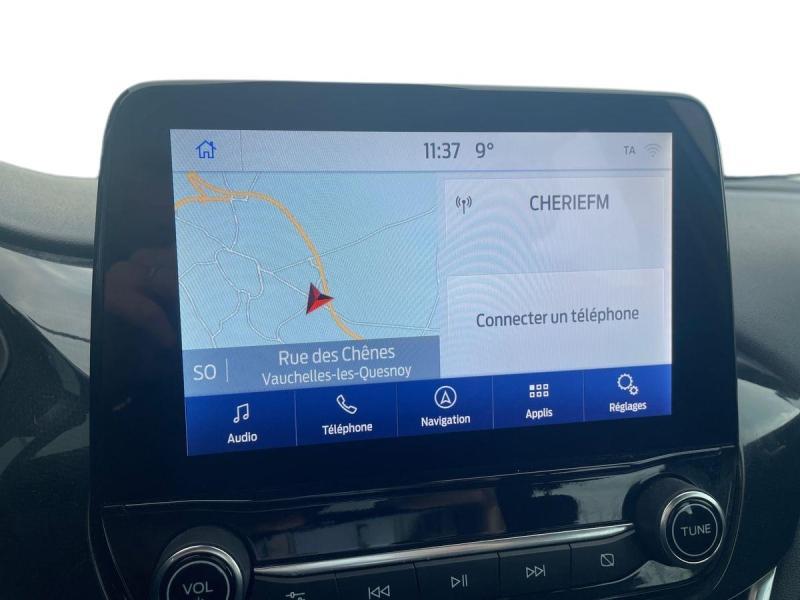 11:37 9°
TA
CHERIEFM
Connecter un téléphone
SO
Rue des Chênes
Vauchelles-les-Quesnoy
Audio
Téléphone
Navigation
Applis
Réglages
VOL
TUNE